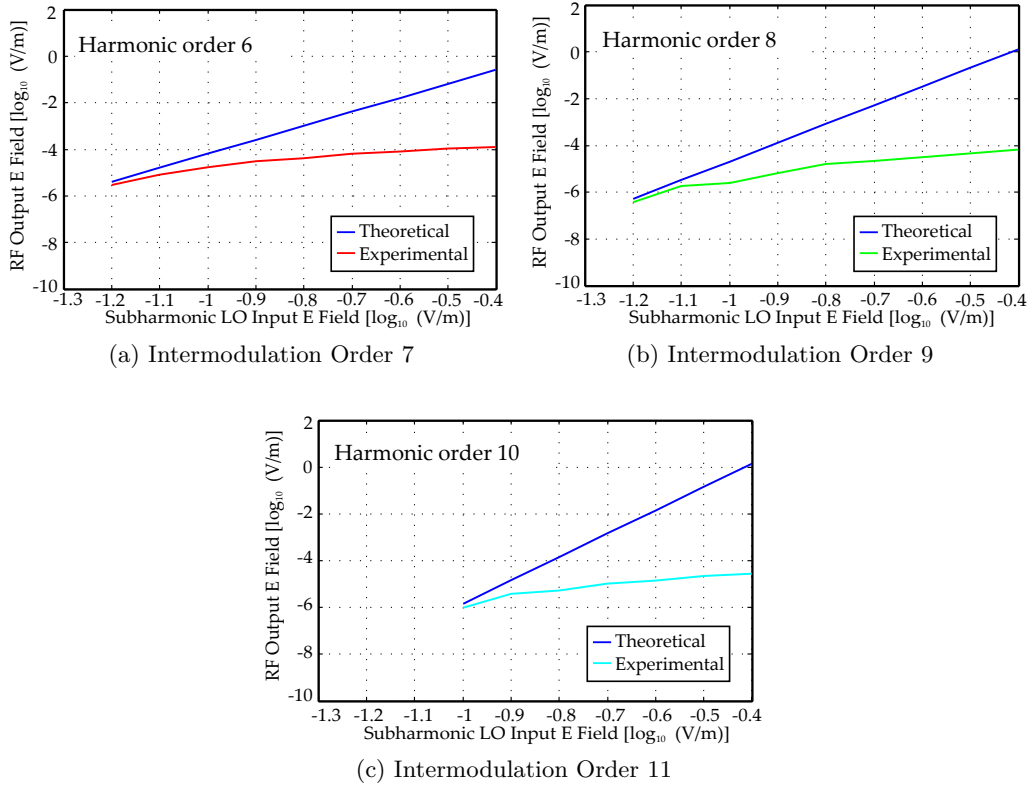 2
0
-2
-4
-6
-8
-10
RF Output E Field [log₁₀ (V/m)]
Harmonic order 6
Theoretical
Experimental
-1.3 -1.2 -1.1 -1 -0.9 -0.8 -0.7 -0.6 -0.5 -0.4
Subharmonic LO Input E Field [log₁₀ (V/m)]
(a) Intermodulation Order 7
2
0
-2
-4
-6
-8
-10
RF Output E Field [log₁₀ (V/m)]
Harmonic order 8
Theoretical
Experimental
-1.3 -1.2 -1.1 -1 -0.9 -0.8 -0.7 -0.6 -0.5 -0.4
Subharmonic LO Input E Field [log₁₀ (V/m)]
(b) Intermodulation Order 9
2
0
-2
-4
-6
-8
-10
RF Output E Field [log₁₀ (V/m)]
Harmonic order 10
Theoretical
Experimental
-1.3 -1.2 -1.1 -1 -0.9 -0.8 -0.7 -0.6 -0.5 -0.4
Subharmonic LO Input E Field [log₁₀ (V/m)]
(c) Intermodulation Order 11